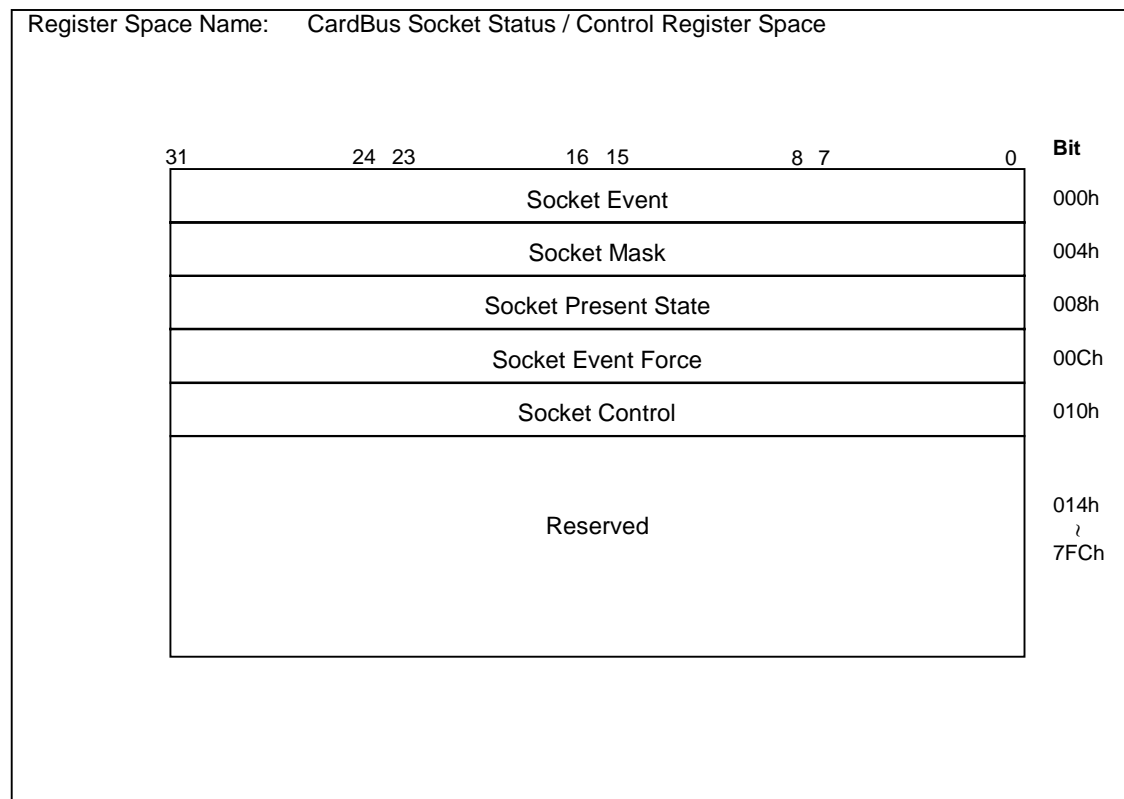 Register Space Name: CardBus Socket Status / Control Register Space
31 24 23 16 15 8 7 0 Bit
Socket Event 000h
Socket Mask 004h
Socket Present State 008h
Socket Event Force 00Ch
Socket Control 010h
014h
Reserved ~
7FCh